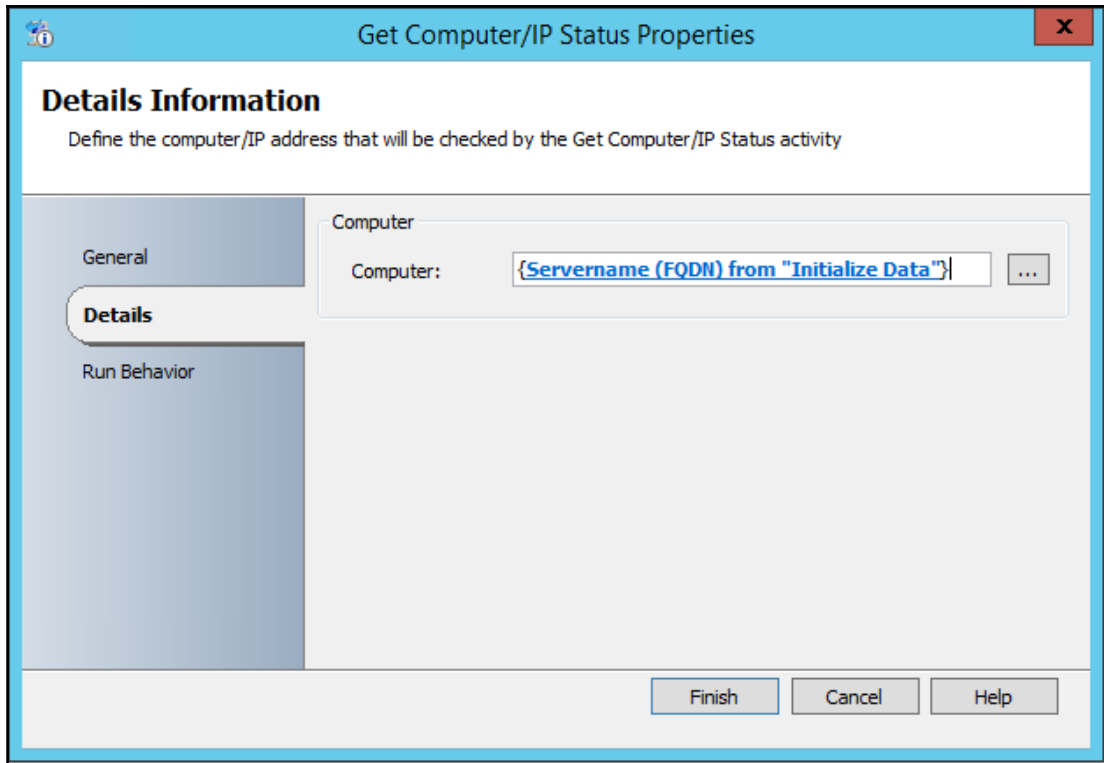 Get Computer/IP Status Properties
x
Details Information
Define the computer/IP address that will be checked by the Get Computer/IP Status activity
General
Details
Run Behavior
Computer
Computer: {Servername (FQDN) from "Initialize Data"} ...
Finish Cancel Help